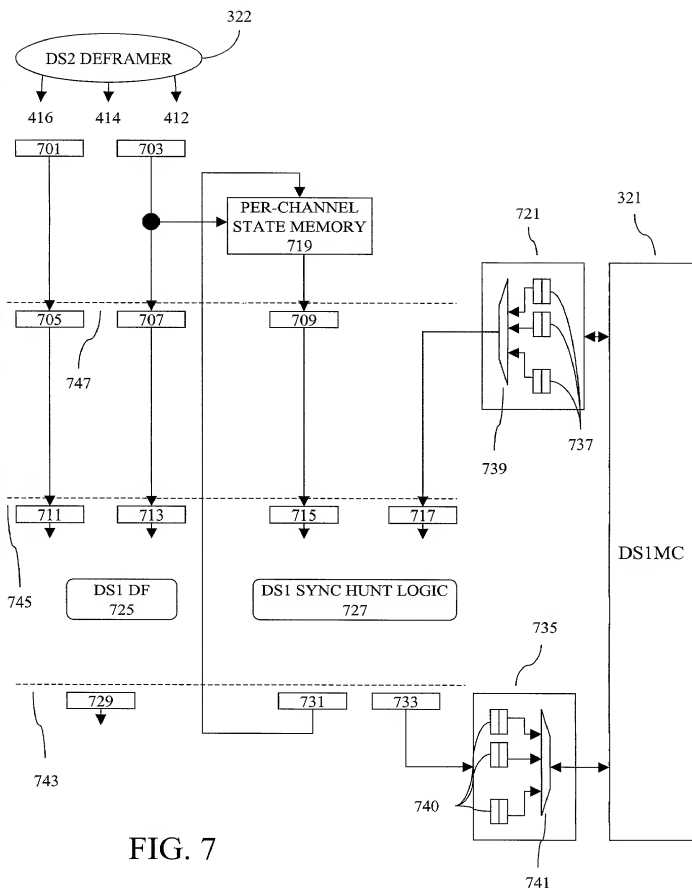 322
DS2 DEFRAMER
416 414 412
701 703
PER-CHANNEL
STATE MEMORY
719
721 321
705 707 709
747
739 737
711 713 715 717
745
DS1 DF
725
DS1 SYNC HUNT LOGIC
727
DS1MC
735
729 731 733
743
740
741
FIG. 7